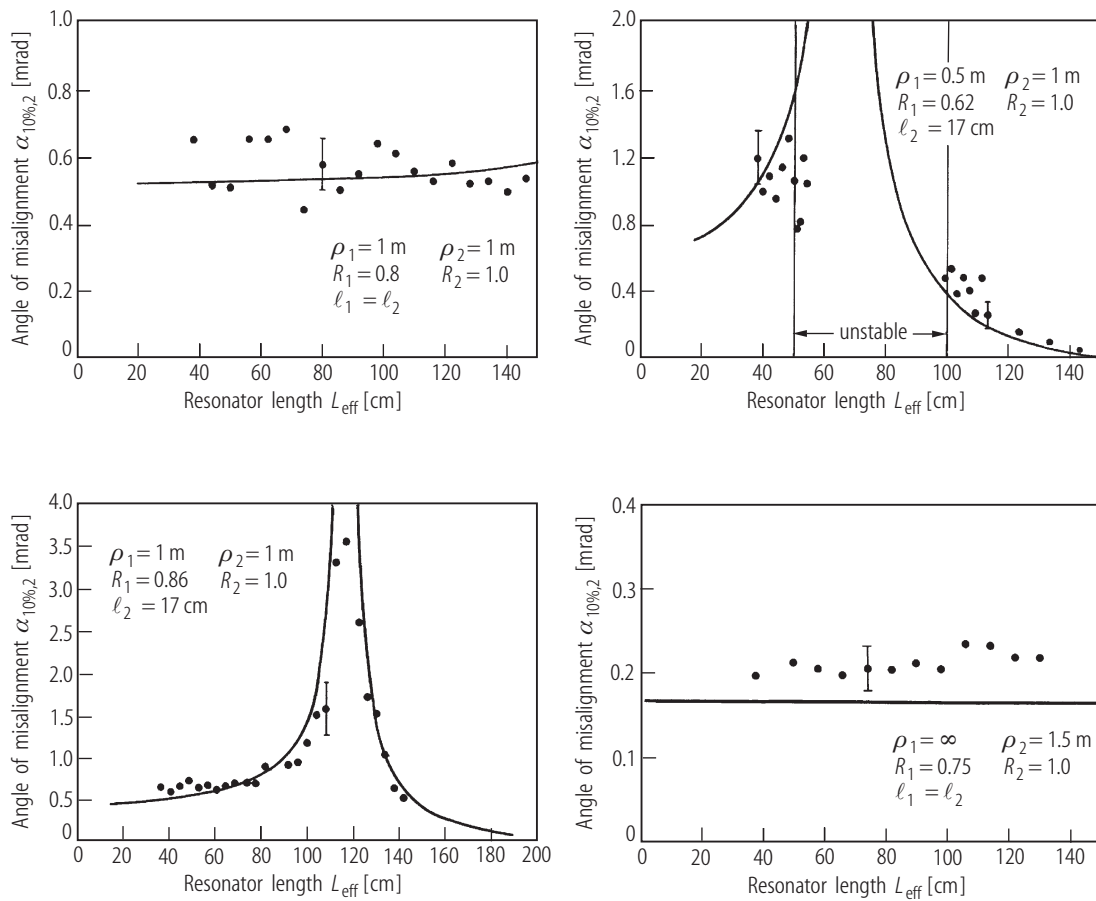 Angle of misalignment α10%,2 [mrad]
1.0
0.8
0.6
0.4
0.2
0
ρ1 = 1 m ρ2 = 1 m
R1 = 0.8 R2 = 1.0
ℓ1 = ℓ2
0 20 40 60 80 100 120 140
Resonator length Leff [cm]
Angle of misalignment α10%,2 [mrad]
2.0
1.6
1.2
0.8
0.4
0
ρ1 = 0.5 m ρ2 = 1 m
R1 = 0.62 R2 = 1.0
ℓ2 = 17 cm
unstable
0 20 40 60 80 100 120 140
Resonator length Leff [cm]
Angle of misalignment α10%,2 [mrad]
4.0
3.5
3.0
2.5
2.0
1.5
1.0
0.5
0
ρ1 = 1 m ρ2 = 1 m
R1 = 0.86 R2 = 1.0
ℓ2 = 17 cm
0 20 40 60 80 100 120 140 160 180 200
Resonator length Leff [cm]
Angle of misalignment α10%,2 [mrad]
0.4
0.3
0.2
0.1
0
ρ1 = ∞ ρ2 = 1.5 m
R1 = 0.75 R2 = 1.0
ℓ1 = ℓ2
0 20 40 60 80 100 120 140
Resonator length Leff [cm]